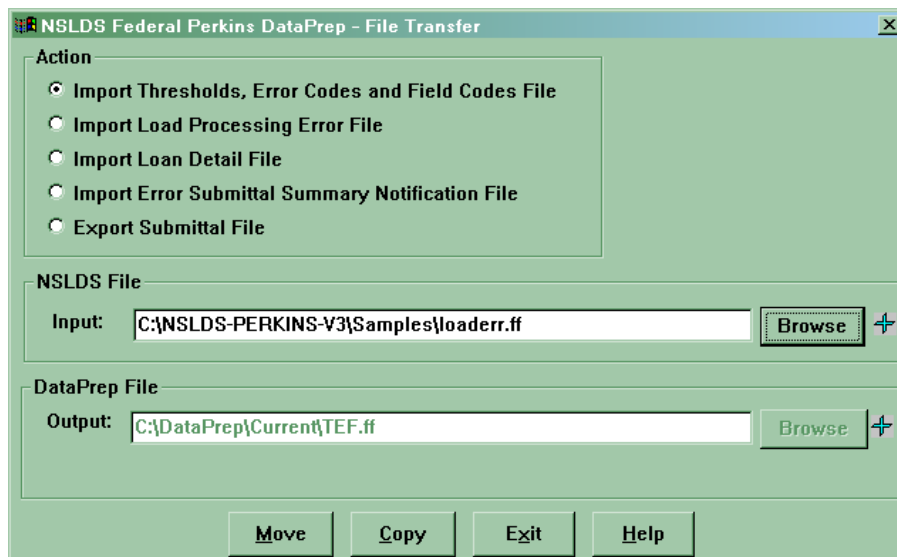 NSLDS Federal Perkins DataPrep - File Transfer
Action
Import Thresholds, Error Codes and Field Codes File
Import Load Processing Error File
Import Loan Detail File
Import Error Submittal Summary Notification File
Export Submittal File
NSLDS File
Input: C:\NSLDS-PERKINS-V3\Samples\loaderr.ff Browse
DataPrep File
Output: C:\DataPrep\Current\TEF.ff Browse
Move Copy Exit Help